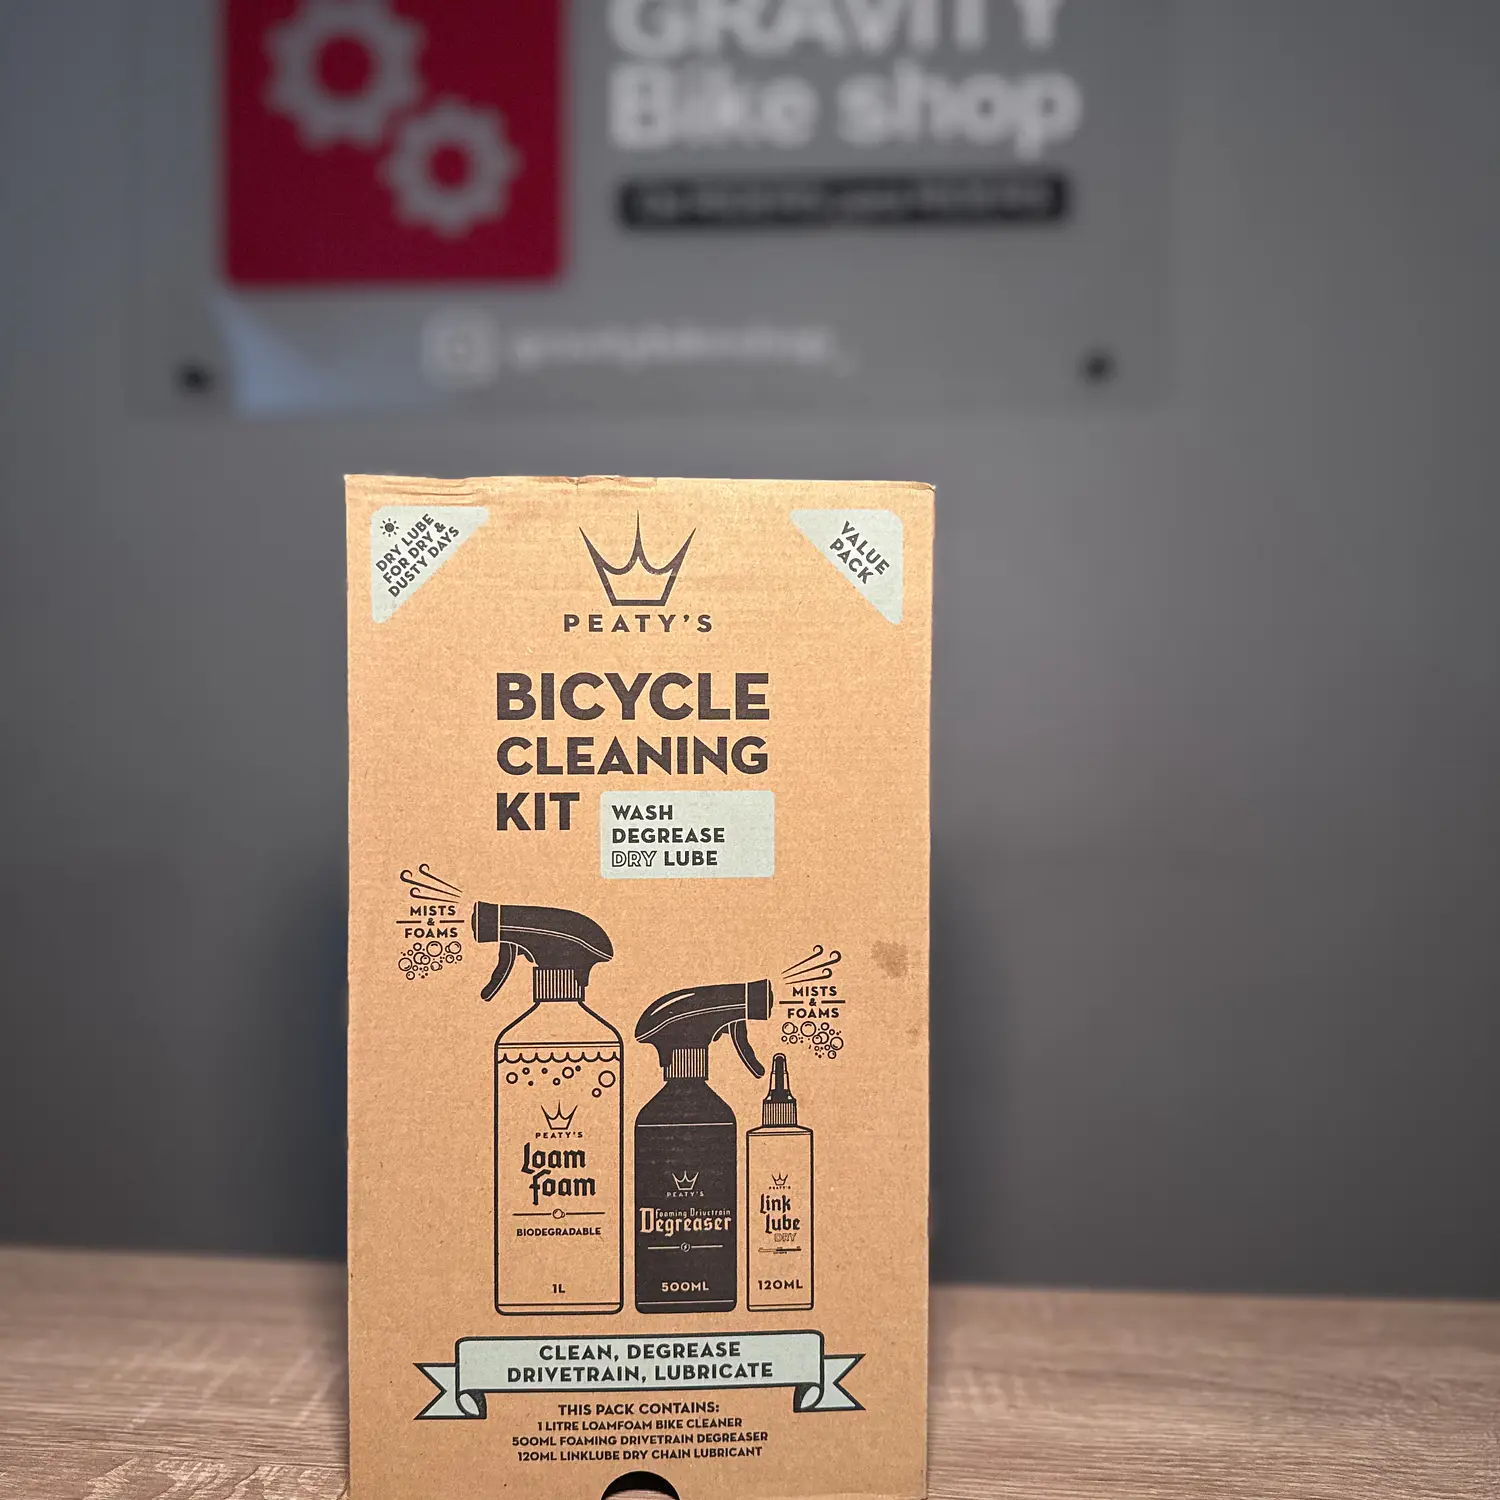 GRAVITY
Bike shop
DRY LUBE
FOR DRY &
DUSTY DAYS
VALUE
PACK
PEATY'S
BICYCLE
CLEANING
KIT
WASH
DEGREASE
DRY LUBE
MISTS
&
FOAMS
MISTS
&
FOAMS
PEATY'S
Loam
foam
BIODEGRADABLE
1L
PEATY'S
Foaming Drivetrain
Degreaser
500ML
PEATY'S
Link
Lube
DRY
120ML
CLEAN, DEGREASE
DRIVETRAIN, LUBRICATE
THIS PACK CONTAINS:
1 LITRE LOAMFOAM BIKE CLEANER
500ML FOAMING DRIVETRAIN DEGREASER
120ML LINKLUBE DRY CHAIN LUBRICANT